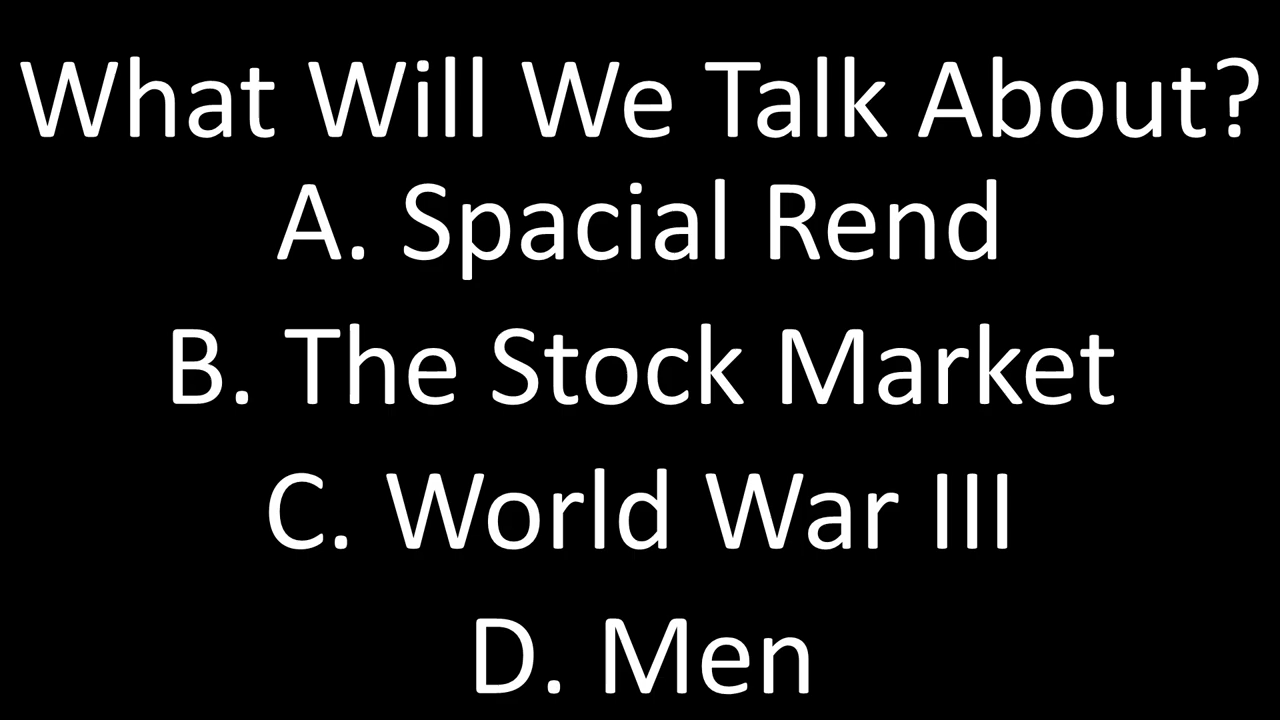 What Will We Talk About?
A. Spacial Rend
B. The Stock Market
C. World War III
D. Men